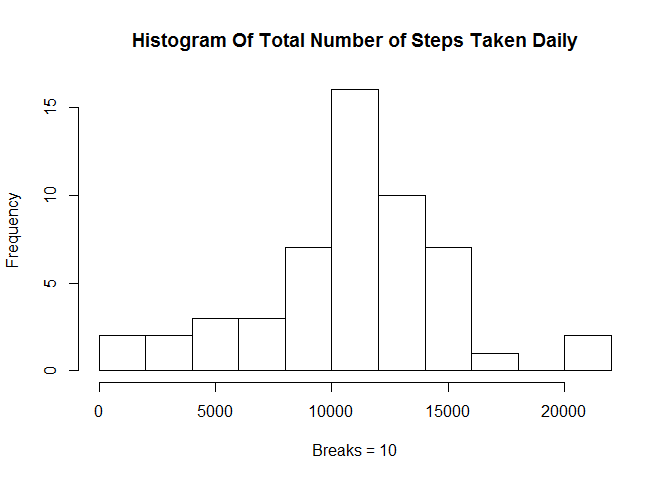 Histogram Of Total Number of Steps Taken Daily
Frequency
15
10
5
0
0 5000 10000 15000 20000
Breaks = 10